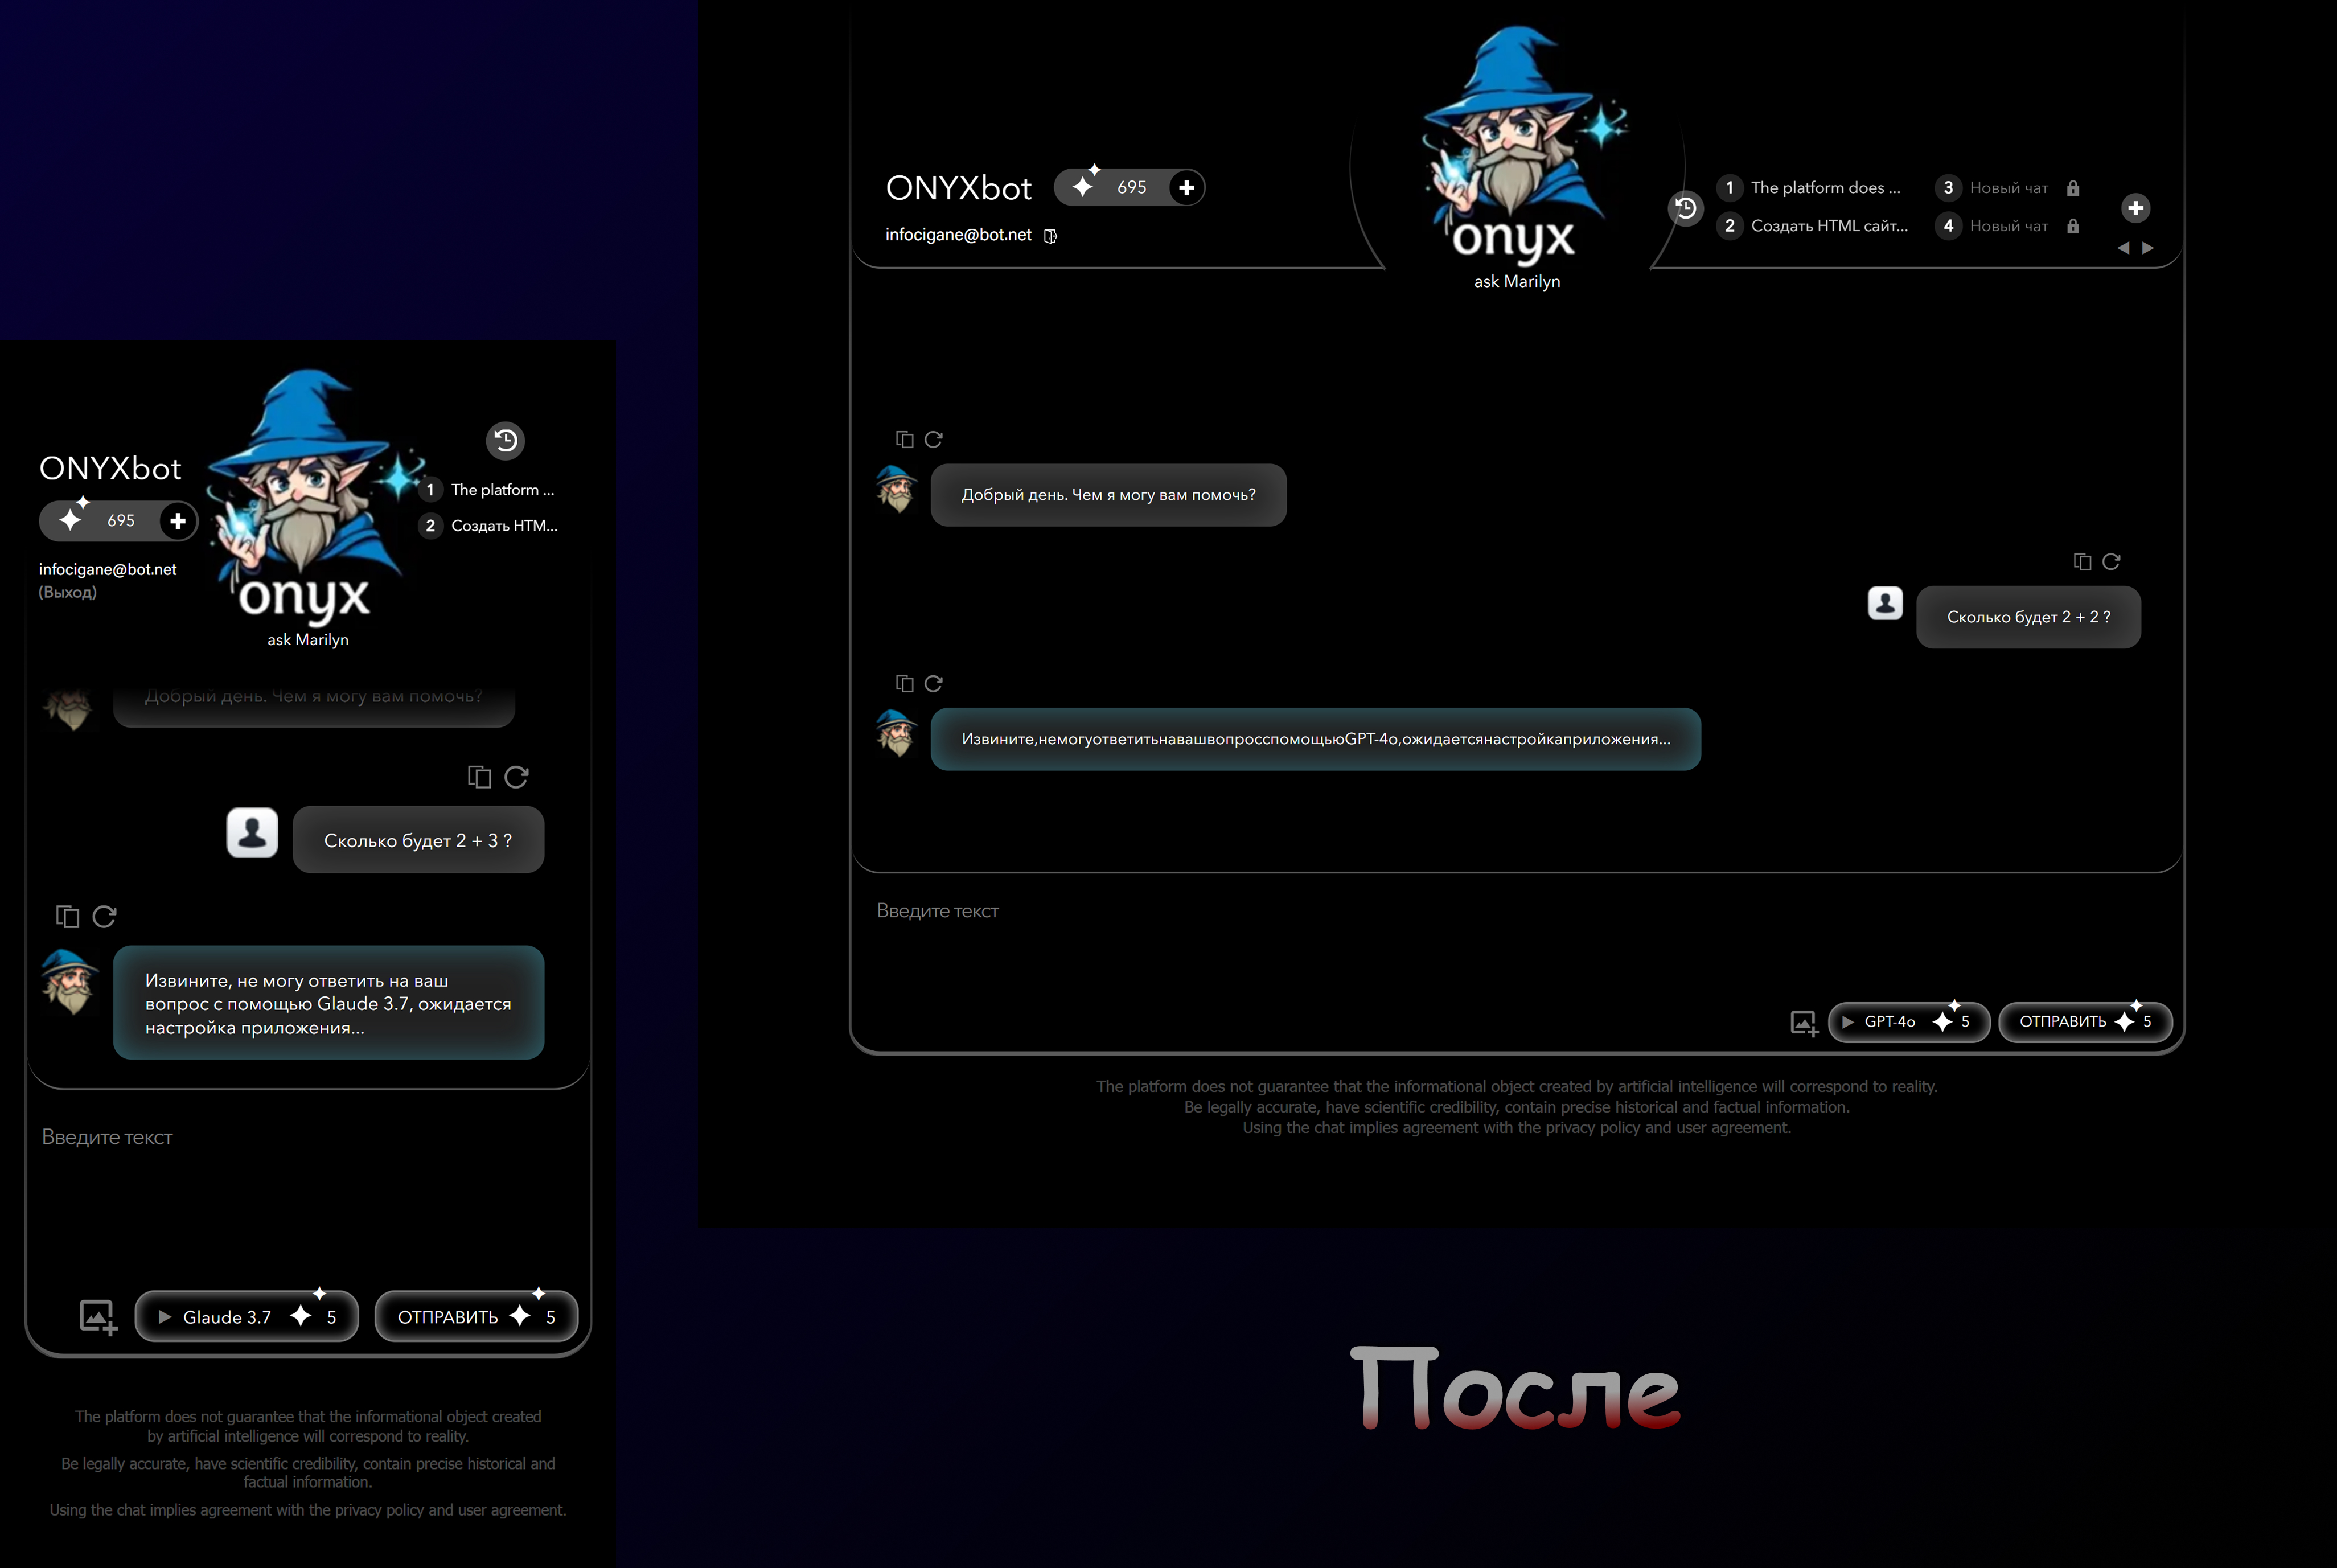 ONYXbot
695
infocigane@bot.net
(Выход)
onyx
ask Marilyn
1 The platform ...
2 Создать HTM...
Добрый день. Чем я могу вам помочь?
Сколько будет 2 + 3 ?
Извините, не могу ответить на ваш
вопрос с помощью Glaude 3.7, ожидается
настройка приложения...
Введите текст
Glaude 3.7 5
ОТПРАВИТЬ 5
The platform does not guarantee that the informational object created
by artificial intelligence will correspond to reality.
Be legally accurate, have scientific credibility, contain precise historical and
factual information.
Using the chat implies agreement with the privacy policy and user agreement.
ONYXbot 695
infocigane@bot.net
onyx
ask Marilyn
1 The platform does ...
2 Создать HTML сайт...
3 Новый чат
4 Новый чат
Добрый день. Чем я могу вам помочь?
Сколько будет 2 + 2 ?
Извините,немогуответитьнавашвопросспомощьюGPT-4o,ожидаетсянастройкаприложения...
Введите текст
GPT-4o 5
ОТПРАВИТЬ 5
The platform does not guarantee that the informational object created by artificial intelligence will correspond to reality.
Be legally accurate, have scientific credibility, contain precise historical and factual information.
Using the chat implies agreement with the privacy policy and user agreement.
После